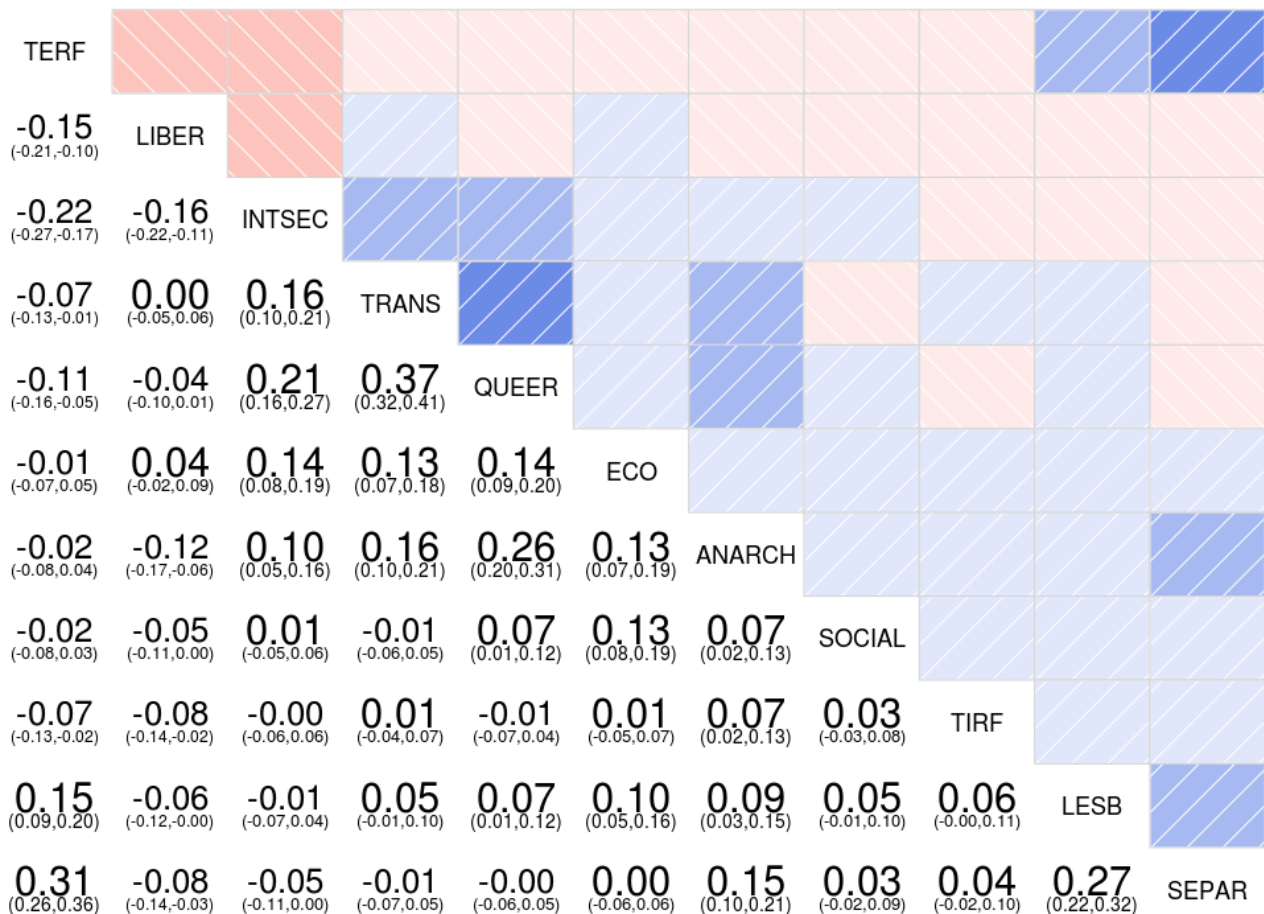 TERF
-0.15 LIBER
(-0.21,-0.10)
-0.22 -0.16 INTSEC
(-0.27,-0.17) (-0.22,-0.11)
-0.07 0.00 0.16 TRANS
(-0.13,-0.01) (-0.05,0.06) (0.10,0.21)
-0.11 -0.04 0.21 0.37 QUEER
(-0.16,-0.05) (-0.10,0.01) (0.16,0.27) (0.32,0.41)
-0.01 0.04 0.14 0.13 0.14 ECO
(-0.07,0.05) (-0.02,0.09) (0.08,0.19) (0.07,0.18) (0.09,0.20)
-0.02 -0.12 0.10 0.16 0.26 0.13 ANARCH
(-0.08,0.04) (-0.17,-0.06) (0.05,0.16) (0.10,0.21) (0.20,0.31) (0.07,0.19)
-0.02 -0.05 0.01 -0.01 0.07 0.13 0.07 SOCIAL
(-0.08,0.03) (-0.11,0.00) (-0.05,0.06) (-0.06,0.05) (0.01,0.12) (0.08,0.19) (0.02,0.13)
-0.07 -0.08 -0.00 0.01 -0.01 0.01 0.07 0.03 TIRF
(-0.13,-0.02) (-0.14,-0.02) (-0.06,0.06) (-0.04,0.07) (-0.07,0.04) (-0.05,0.07) (0.02,0.13) (-0.03,0.08)
0.15 -0.06 -0.01 0.05 0.07 0.10 0.09 0.05 0.06 LESB
(0.09,0.20) (-0.12,-0.00) (-0.07,0.04) (-0.01,0.10) (0.01,0.12) (0.05,0.16) (0.03,0.15) (-0.01,0.10) (-0.00,0.11)
0.31 -0.08 -0.05 -0.01 -0.00 0.00 0.15 0.03 0.04 0.27 SEPAR
(0.26,0.36) (-0.14,-0.03) (-0.11,0.00) (-0.07,0.05) (-0.06,0.05) (-0.06,0.06) (0.10,0.21) (-0.02,0.09) (-0.02,0.10) (0.22,0.32)